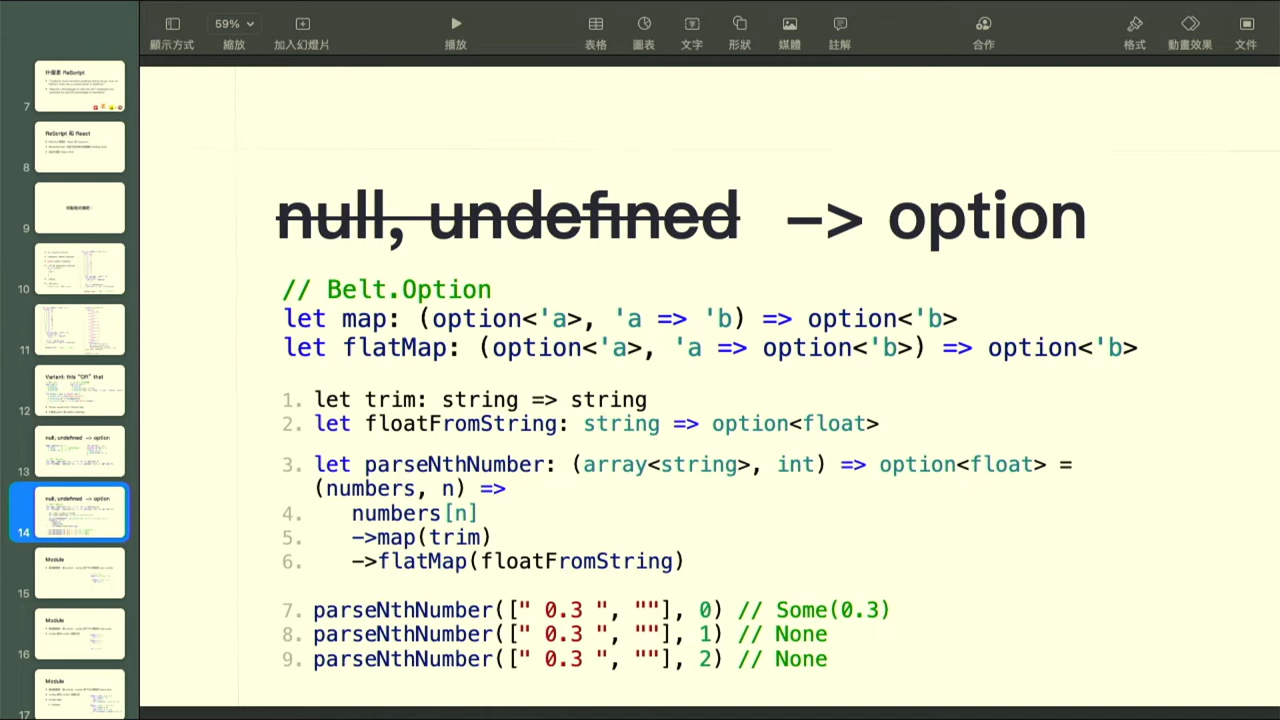 59%
顯示方式
縮放
加入幻燈片
播放
表格
圖表
文字
形狀
媒體
註解
合作
格式
動畫效果
文件
什麼是 ReScript
7
ReScript 和 React
8
9
10
11
Variant: this "OR" that
12
null, undefined -> option
13
null, undefined -> option
14
Module
15
Module
16
Module
17
null, undefined -> option
// Belt.Option
let map: (option<'a>, 'a => 'b) => option<'b>
let flatMap: (option<'a>, 'a => option<'b>) => option<'b>
1. let trim: string => string
2. let floatFromString: string => option<float>
3. let parseNthNumber: (array<string>, int) => option<float> =
(numbers, n) =>
4. numbers[n]
5. ->map(trim)
6. ->flatMap(floatFromString)
7. parseNthNumber([" 0.3 ", ""], 0) // Some(0.3)
8. parseNthNumber([" 0.3 ", ""], 1) // None
9. parseNthNumber([" 0.3 ", ""], 2) // None